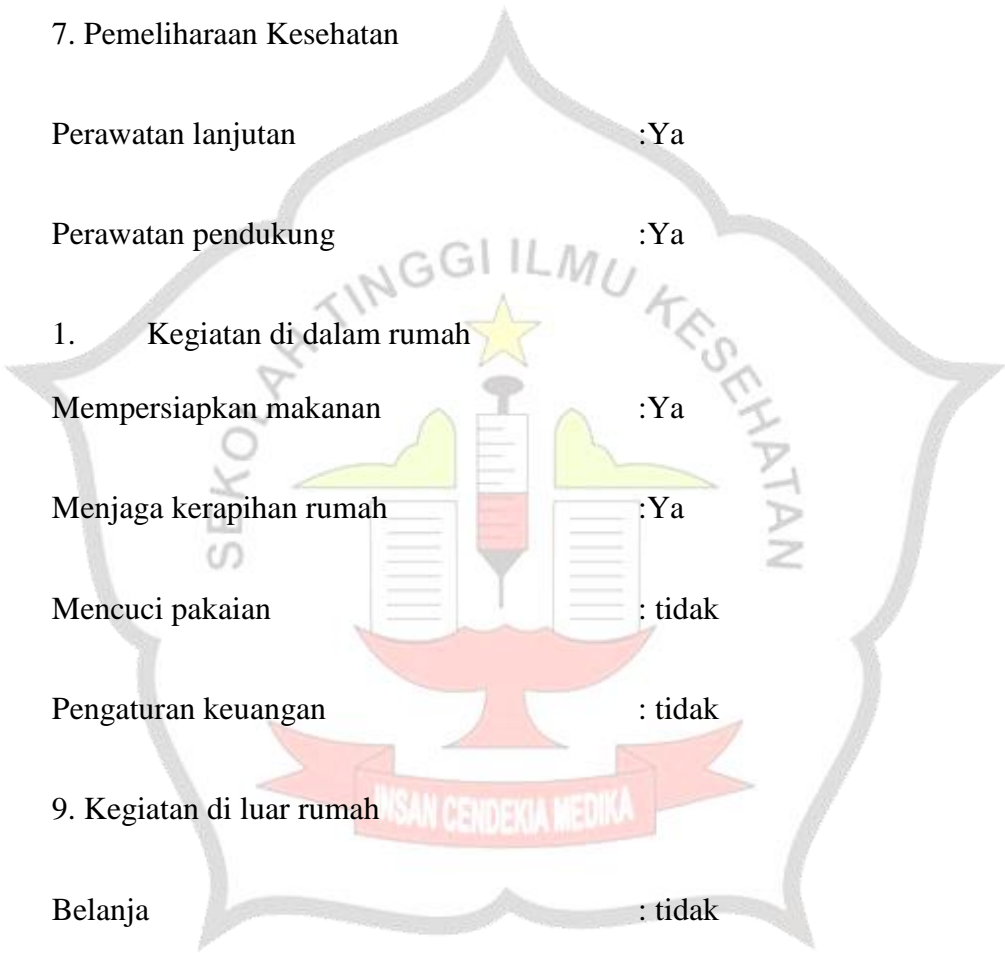 7. Pemeliharaan Kesehatan
Perawatan lanjutan :Ya
Perawatan pendukung :Ya
SEKOLAH TINGGI ILMU KESEHATAN
1. Kegiatan di dalam rumah
Mempersiapkan makanan :Ya
Menjaga kerapihan rumah :Ya
Mencuci pakaian : tidak
Pengaturan keuangan : tidak
9. Kegiatan di luar rumah
INSAN CENDEKIA MEDIKA
Belanja : tidak